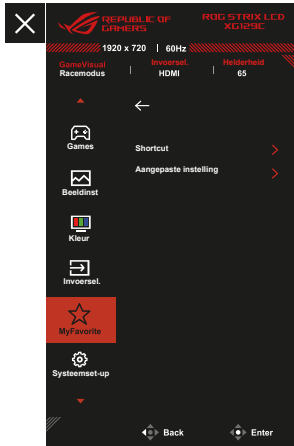 REPUBLIC OF
GAMERS
ROG STRIX LCD
XG129C
1920 x 720 | 60Hz
GameVisual
Racemodus
Invoersel.
HDMI
Helderheid
65
Games
Beeldinst
Kleur
Invoersel.
MyFavorite
Systeemset-up
Shortcut
Aangepaste instelling
Back
Enter